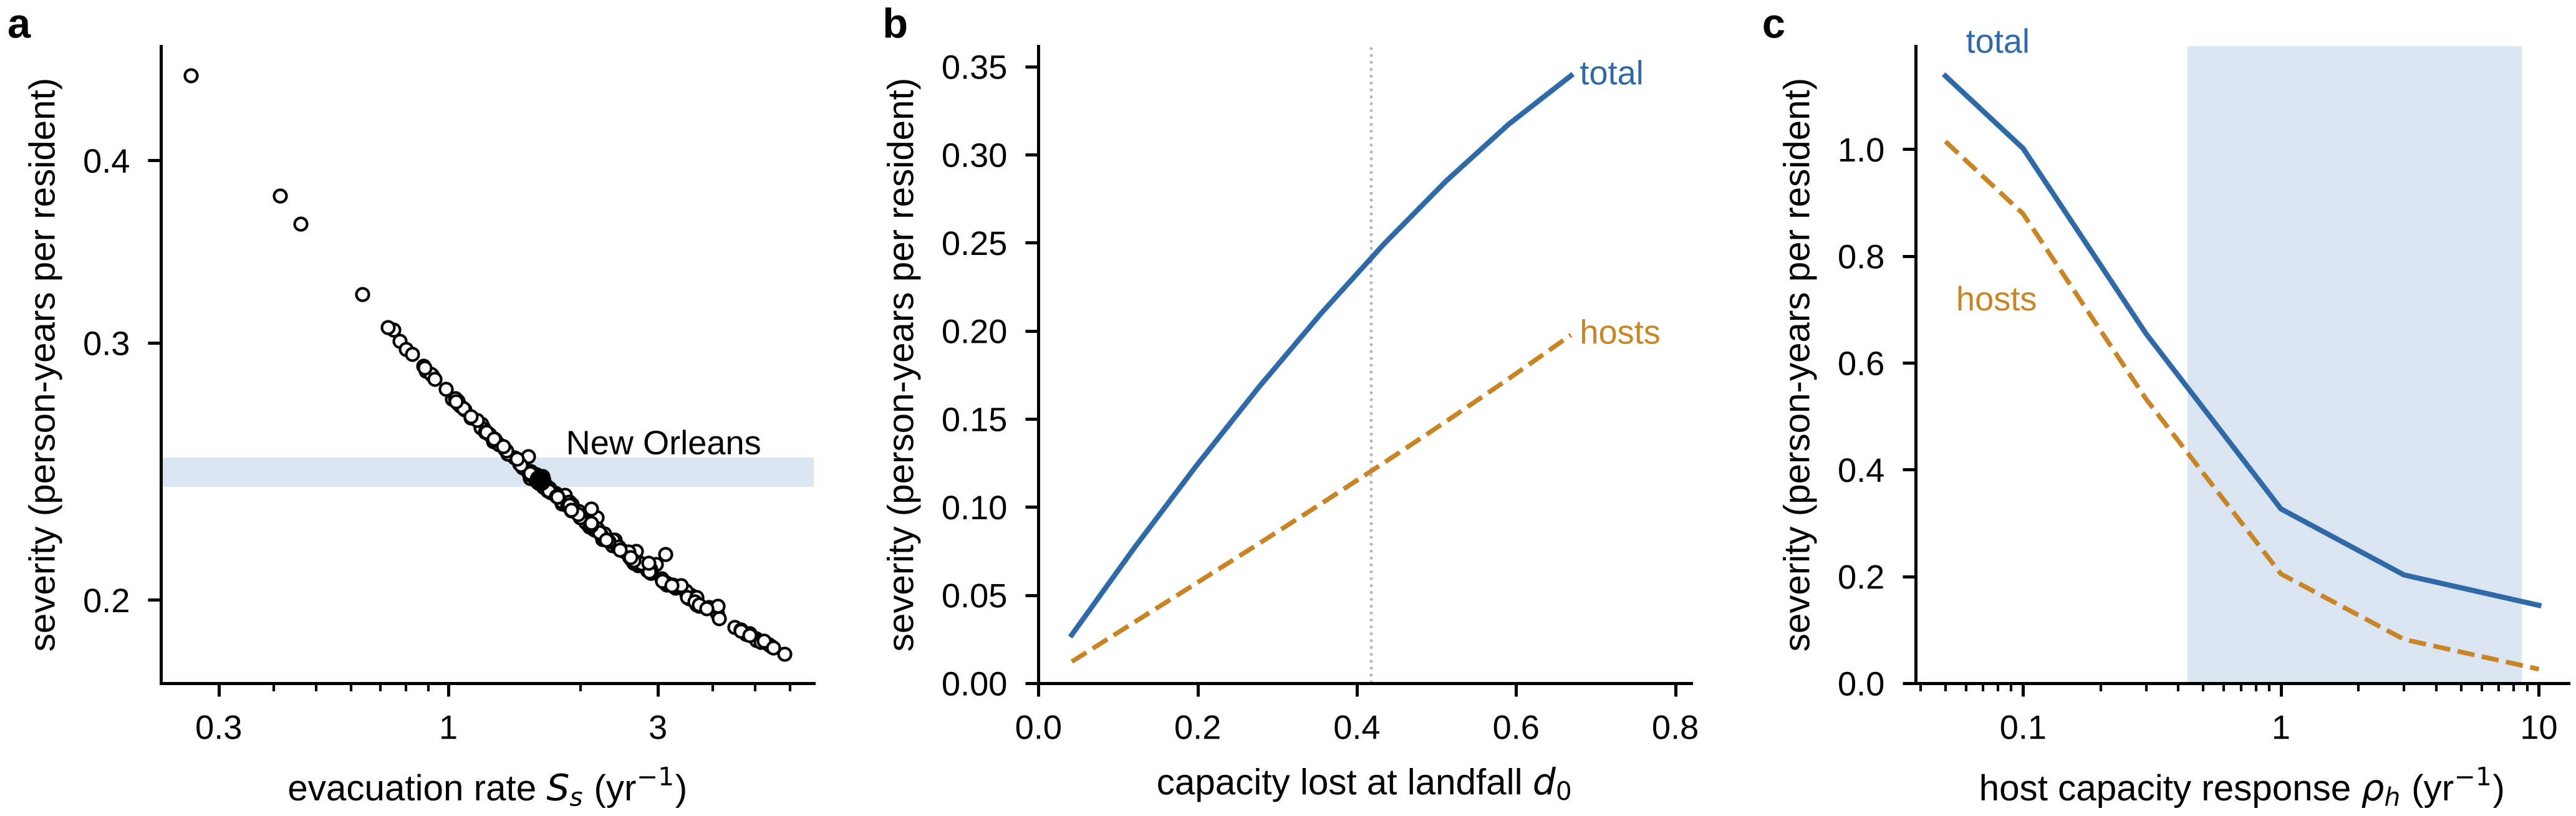 a
severity (person-years per resident)
0.4
0.3
0.2
New Orleans
0.3
1
3
evacuation rate Sₛ (yr⁻¹)
b
severity (person-years per resident)
0.35
0.30
0.25
0.20
0.15
0.10
0.05
0.00
total
hosts
0.0
0.2
0.4
0.6
0.8
capacity lost at landfall d₀
c
severity (person-years per resident)
total
hosts
1.0
0.8
0.6
0.4
0.2
0.0
0.1
1
10
host capacity response ρₕ (yr⁻¹)